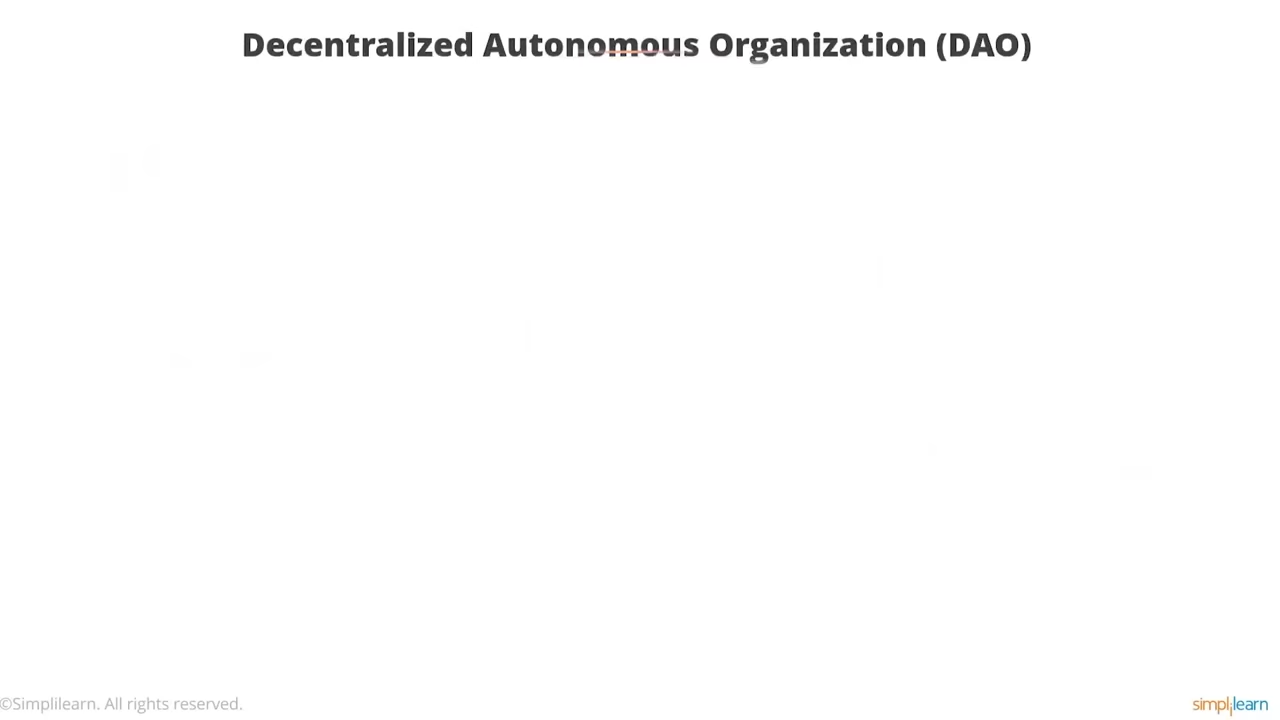 Decentralized Autonomous Organization (DAO)
©Simplilearn. All rights reserved.
simplilearn